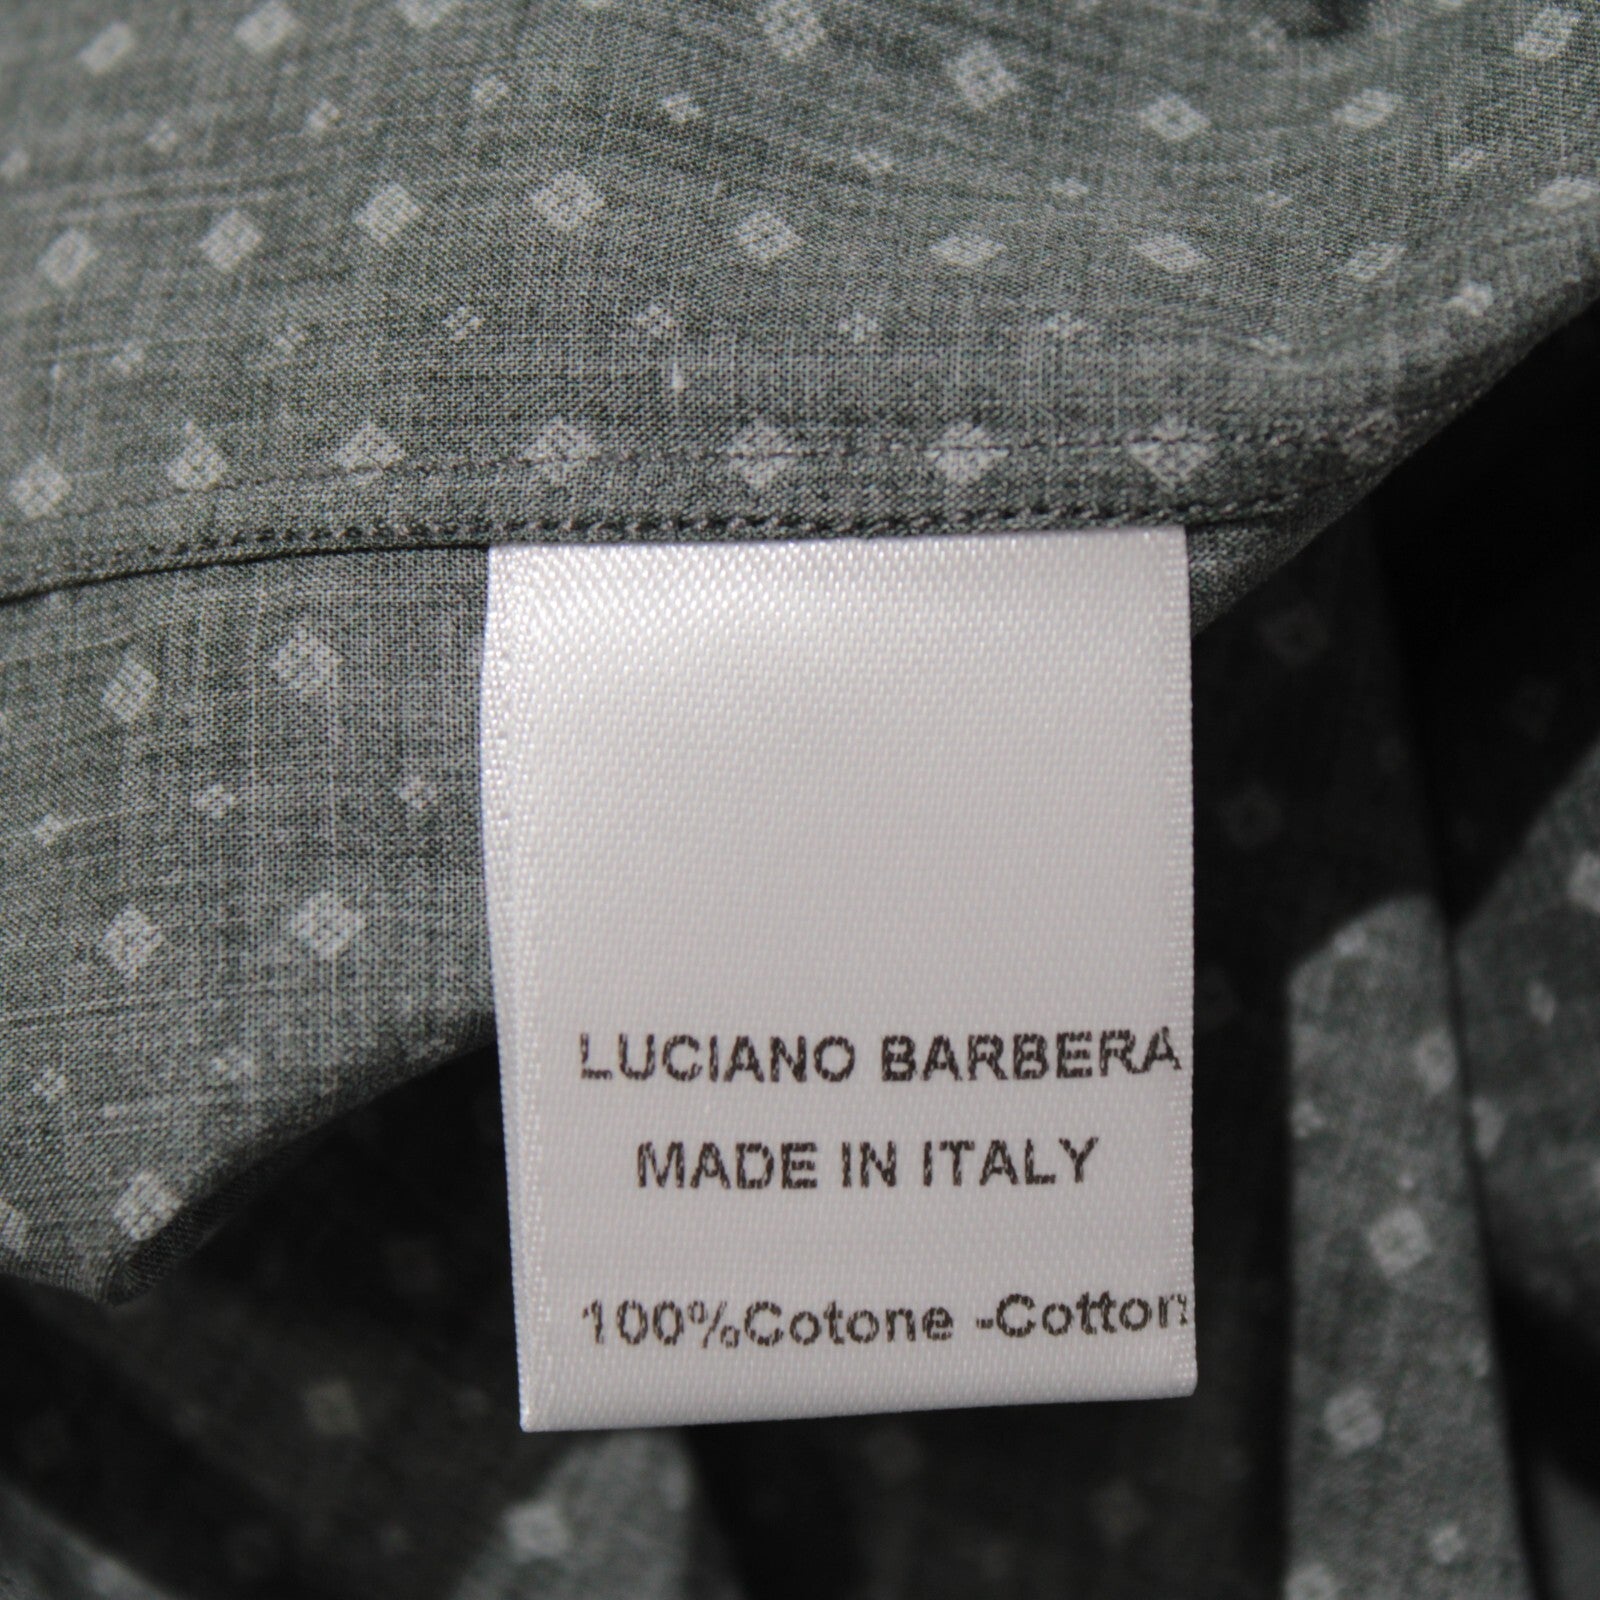 LUCIANO BARBERA
MADE IN ITALY
100%Cotone -Cotton